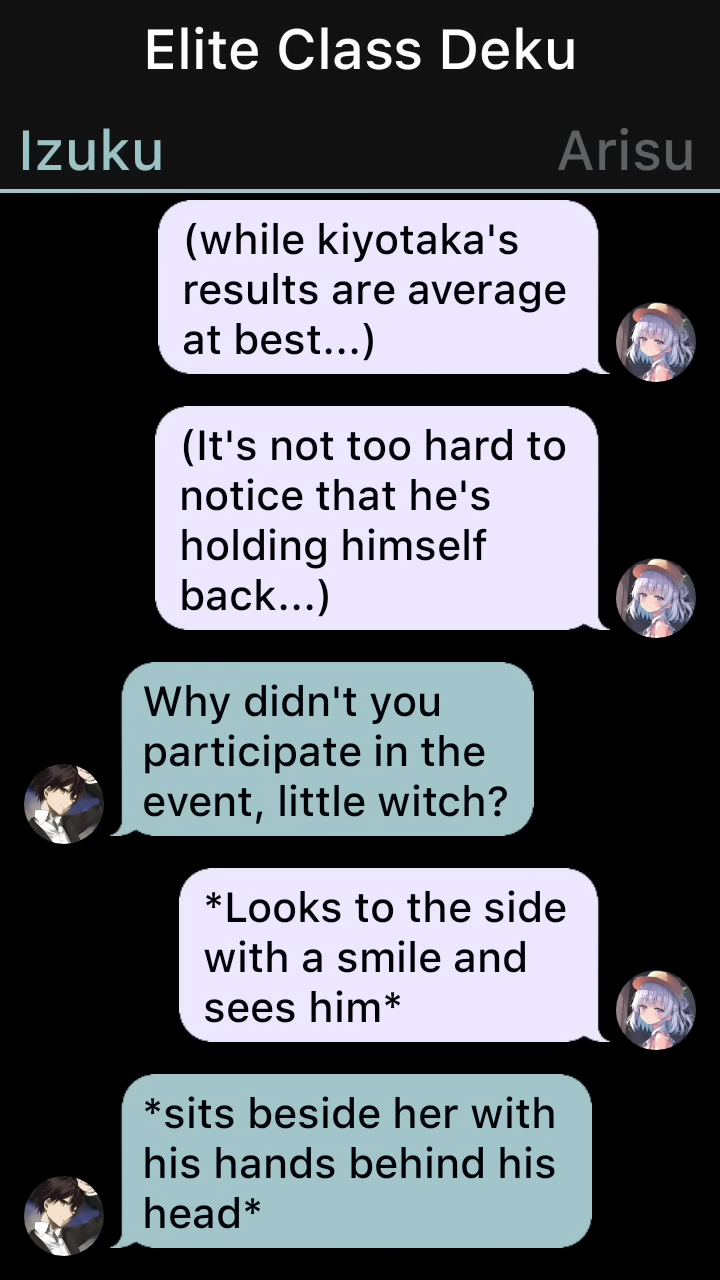 Elite Class Deku
Izuku
Arisu
(while kiyotaka's
results are average
at best...)
(It's not too hard to
notice that he's
holding himself
back...)
Why didn't you
participate in the
event, little witch?
*Looks to the side
with a smile and
sees him*
*sits beside her with
his hands behind his
head*